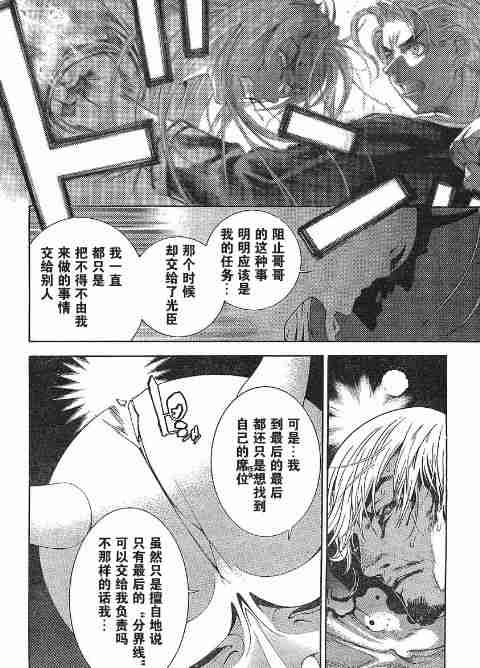 阻止哥哥
的这种事
明明应该是
我的任务…
那个时候
却交给了光臣
我一直
都只是
把不得不由我
来做的事情
交给别人
可是…我
到最后的最后
都还只是想找到
自己的席位
虽然只是擅自地说
只有最后的“分界线”
可以交给我负责吗
不那样的话我…